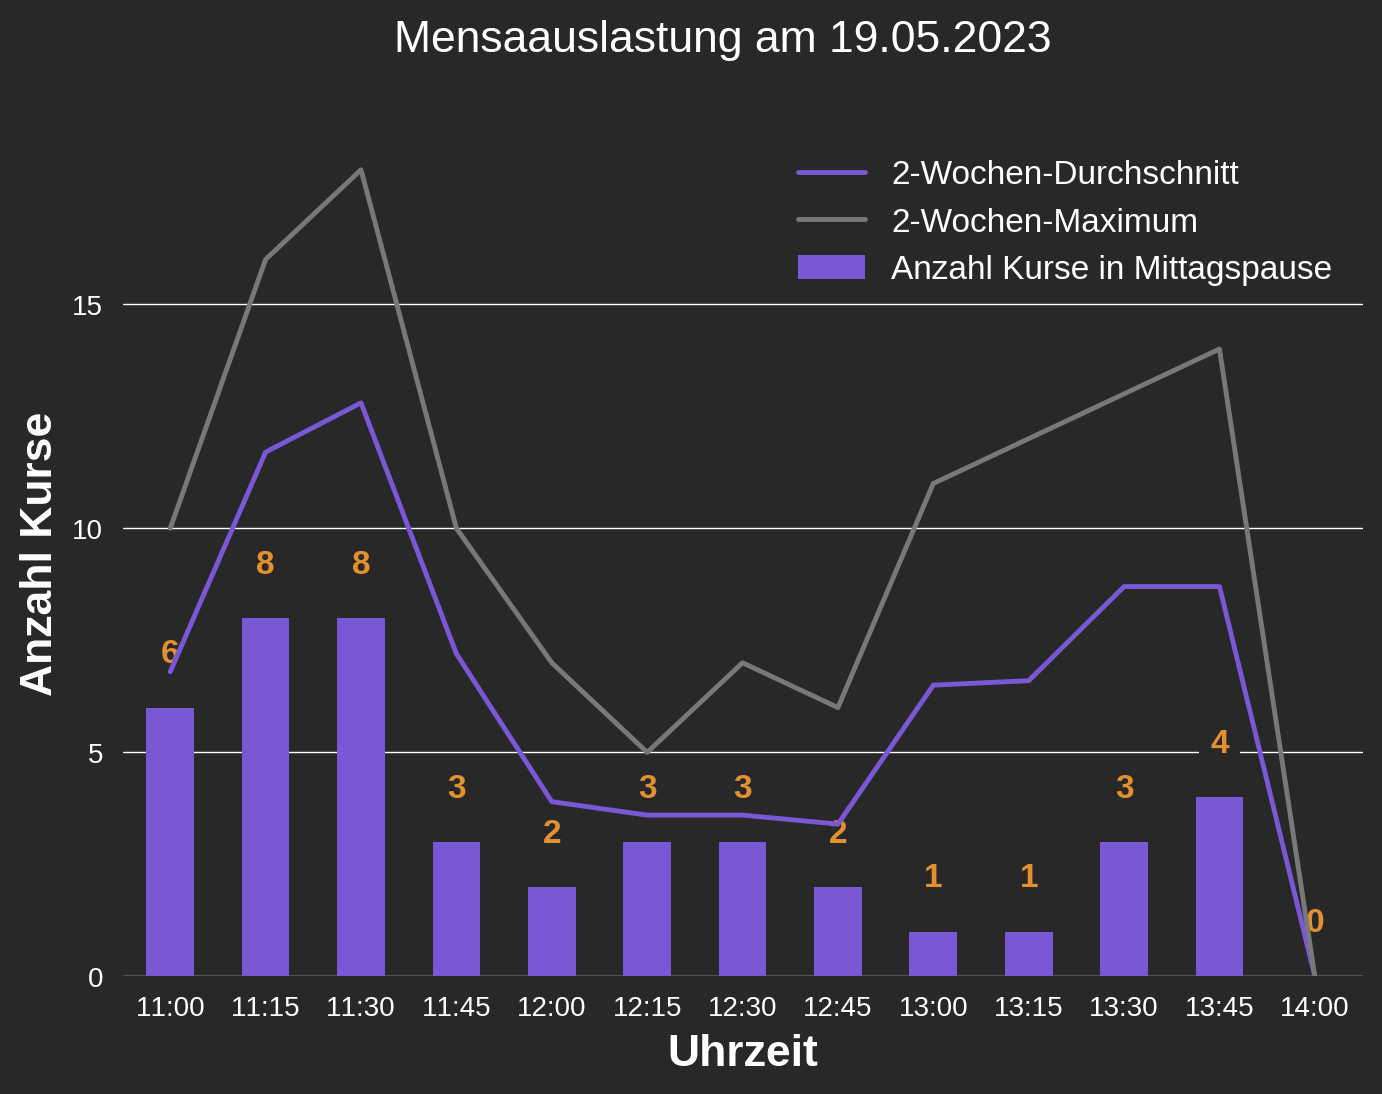 Mensaauslastung am 19.05.2023
2-Wochen-Durchschnitt
2-Wochen-Maximum
Anzahl Kurse in Mittagspause
Anzahl Kurse
15
10
5
0
6
8
8
3
2
3
3
2
1
1
3
4
0
11:00 11:15 11:30 11:45 12:00 12:15 12:30 12:45 13:00 13:15 13:30 13:45 14:00
Uhrzeit